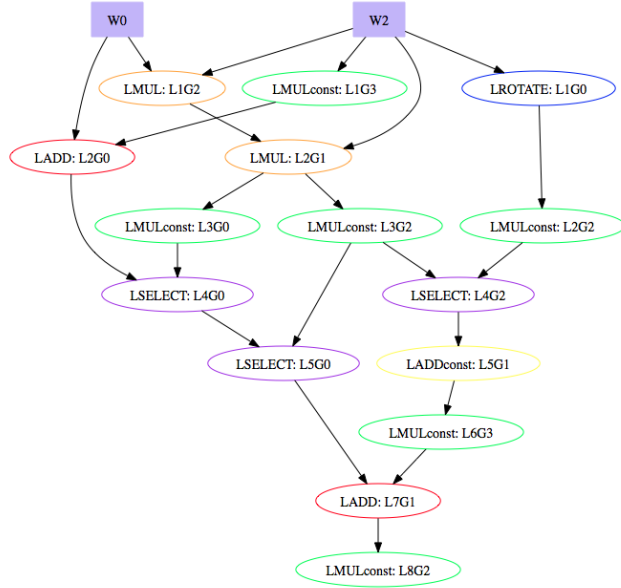 W0
W2
LMUL: L1G2
LMULconst: L1G3
LROTATE: L1G0
LADD: L2G0
LMUL: L2G1
LMULconst: L3G0
LMULconst: L3G2
LMULconst: L2G2
LSELECT: L4G0
LSELECT: L4G2
LSELECT: L5G0
LADDconst: L5G1
LMULconst: L6G3
LADD: L7G1
LMULconst: L8G2